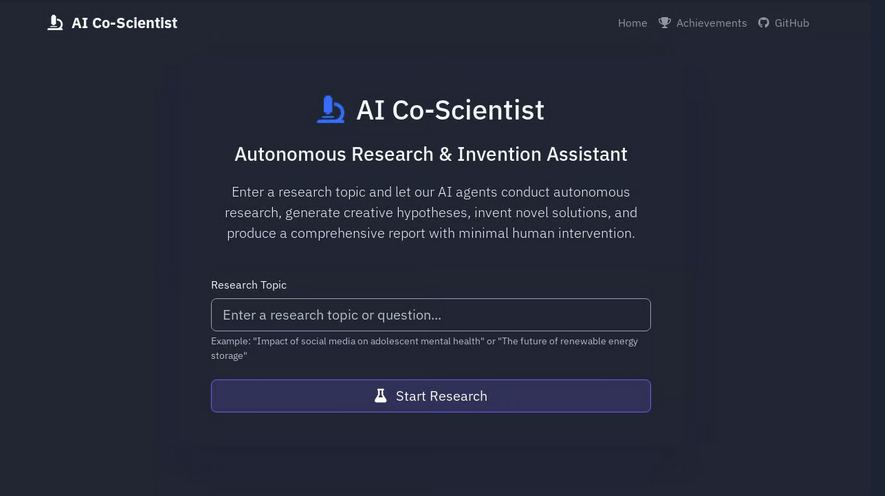 AI Co-Scientist
Home Achievements GitHub
AI Co-Scientist
Autonomous Research & Invention Assistant
Enter a research topic and let our AI agents conduct autonomous
research, generate creative hypotheses, invent novel solutions, and
produce a comprehensive report with minimal human intervention.
Research Topic
Enter a research topic or question...
Example: "Impact of social media on adolescent mental health" or "The future of renewable energy
storage"
Start Research